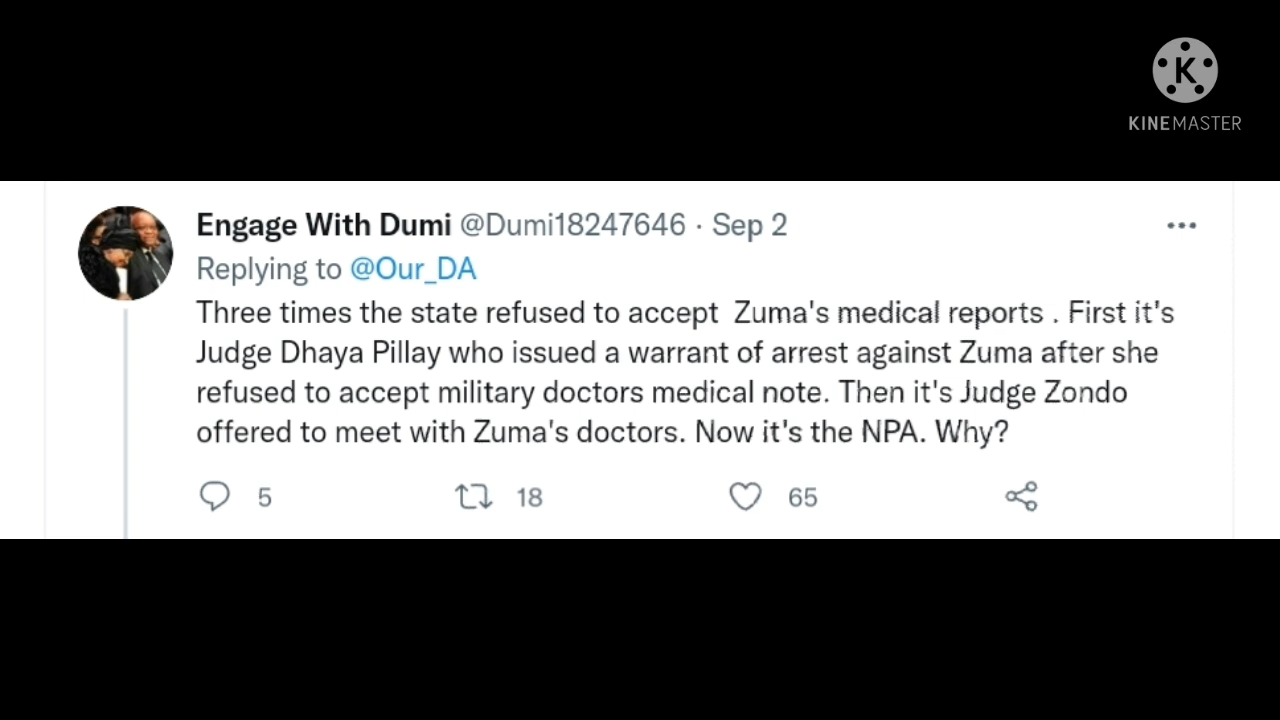 K
KINEMASTER
Engage With Dumi @Dumi18247646 · Sep 2
Replying to @Our_DA
Three times the state refused to accept Zuma's medical reports . First it's
Judge Dhaya Pillay who issued a warrant of arrest against Zuma after she
refused to accept military doctors medical note. Then it's Judge Zondo
offered to meet with Zuma's doctors. Now it's the NPA. Why?
5 18 65